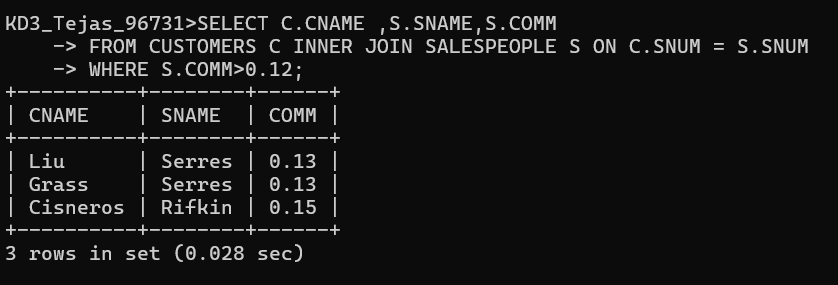 KD3_Tejas_96731>SELECT C.CNAME ,S.SNAME,S.COMM
    -> FROM CUSTOMERS C INNER JOIN SALESPEOPLE S ON C.SNUM = S.SNUM
    -> WHERE S.COMM>0.12;
+----------+--------+------+
| CNAME    | SNAME  | COMM |
+----------+--------+------+
| Liu      | Serres | 0.13 |
| Grass    | Serres | 0.13 |
| Cisneros | Rifkin | 0.15 |
+----------+--------+------+
3 rows in set (0.028 sec)